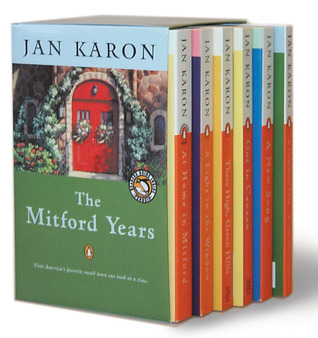 JAN KARON
The
Mitford Years
Visit America's favorite small town one book at a time.
JAN KARON
At Home in Mitford
JAN KARON
A Light in the Window
JAN KARON
These High, Green Hills
JAN KARON
Out to Canaan
JAN KARON
A New Song
JAN KARON